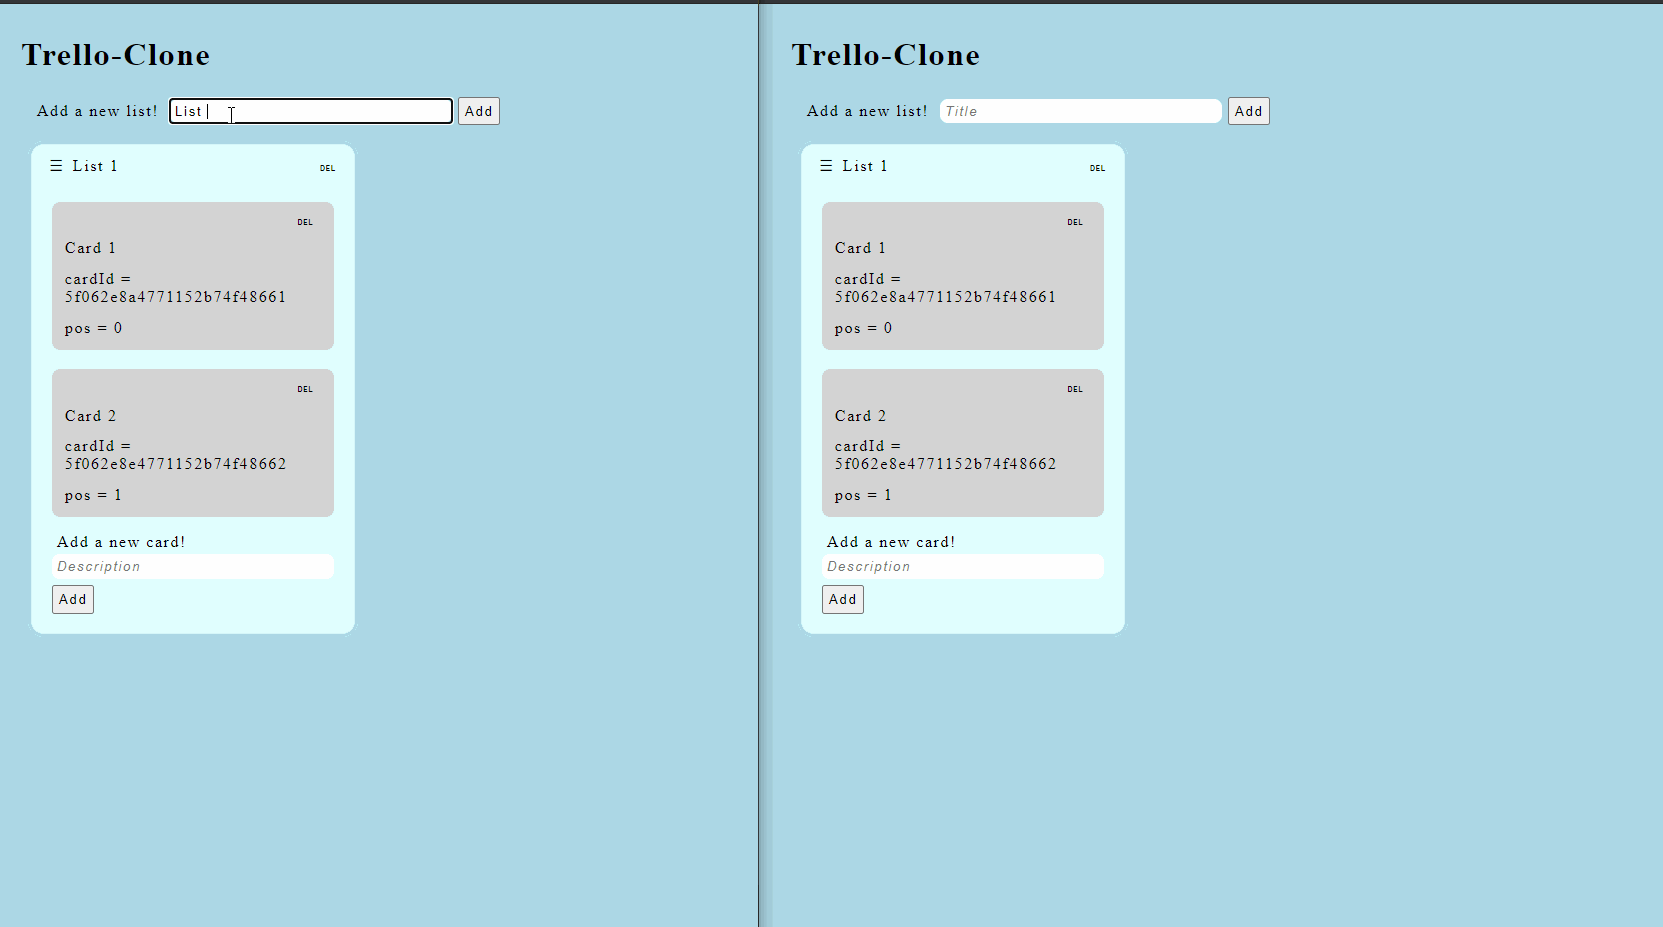 Trello-Clone
Add a new list! List Add
☰ List 1 DEL
DEL
Card 1
cardId =
5f062e8a4771152b74f48661
pos = 0
DEL
Card 2
cardId =
5f062e8e4771152b74f48662
pos = 1
Add a new card!
Description
Add
Trello-Clone
Add a new list! Title Add
☰ List 1 DEL
DEL
Card 1
cardId =
5f062e8a4771152b74f48661
pos = 0
DEL
Card 2
cardId =
5f062e8e4771152b74f48662
pos = 1
Add a new card!
Description
Add